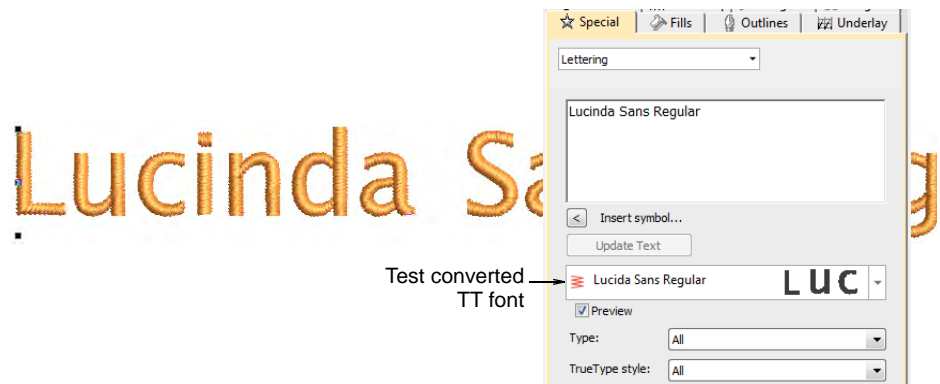 Special
Fills
Outlines
Underlay
Lettering
Lucinda Sans Regular
Lucinda Sa
g
< Insert symbol...
Update Text
Test converted
TT font
Lucida Sans Regular
LUC
Preview
Type:
All
TrueType style:
All